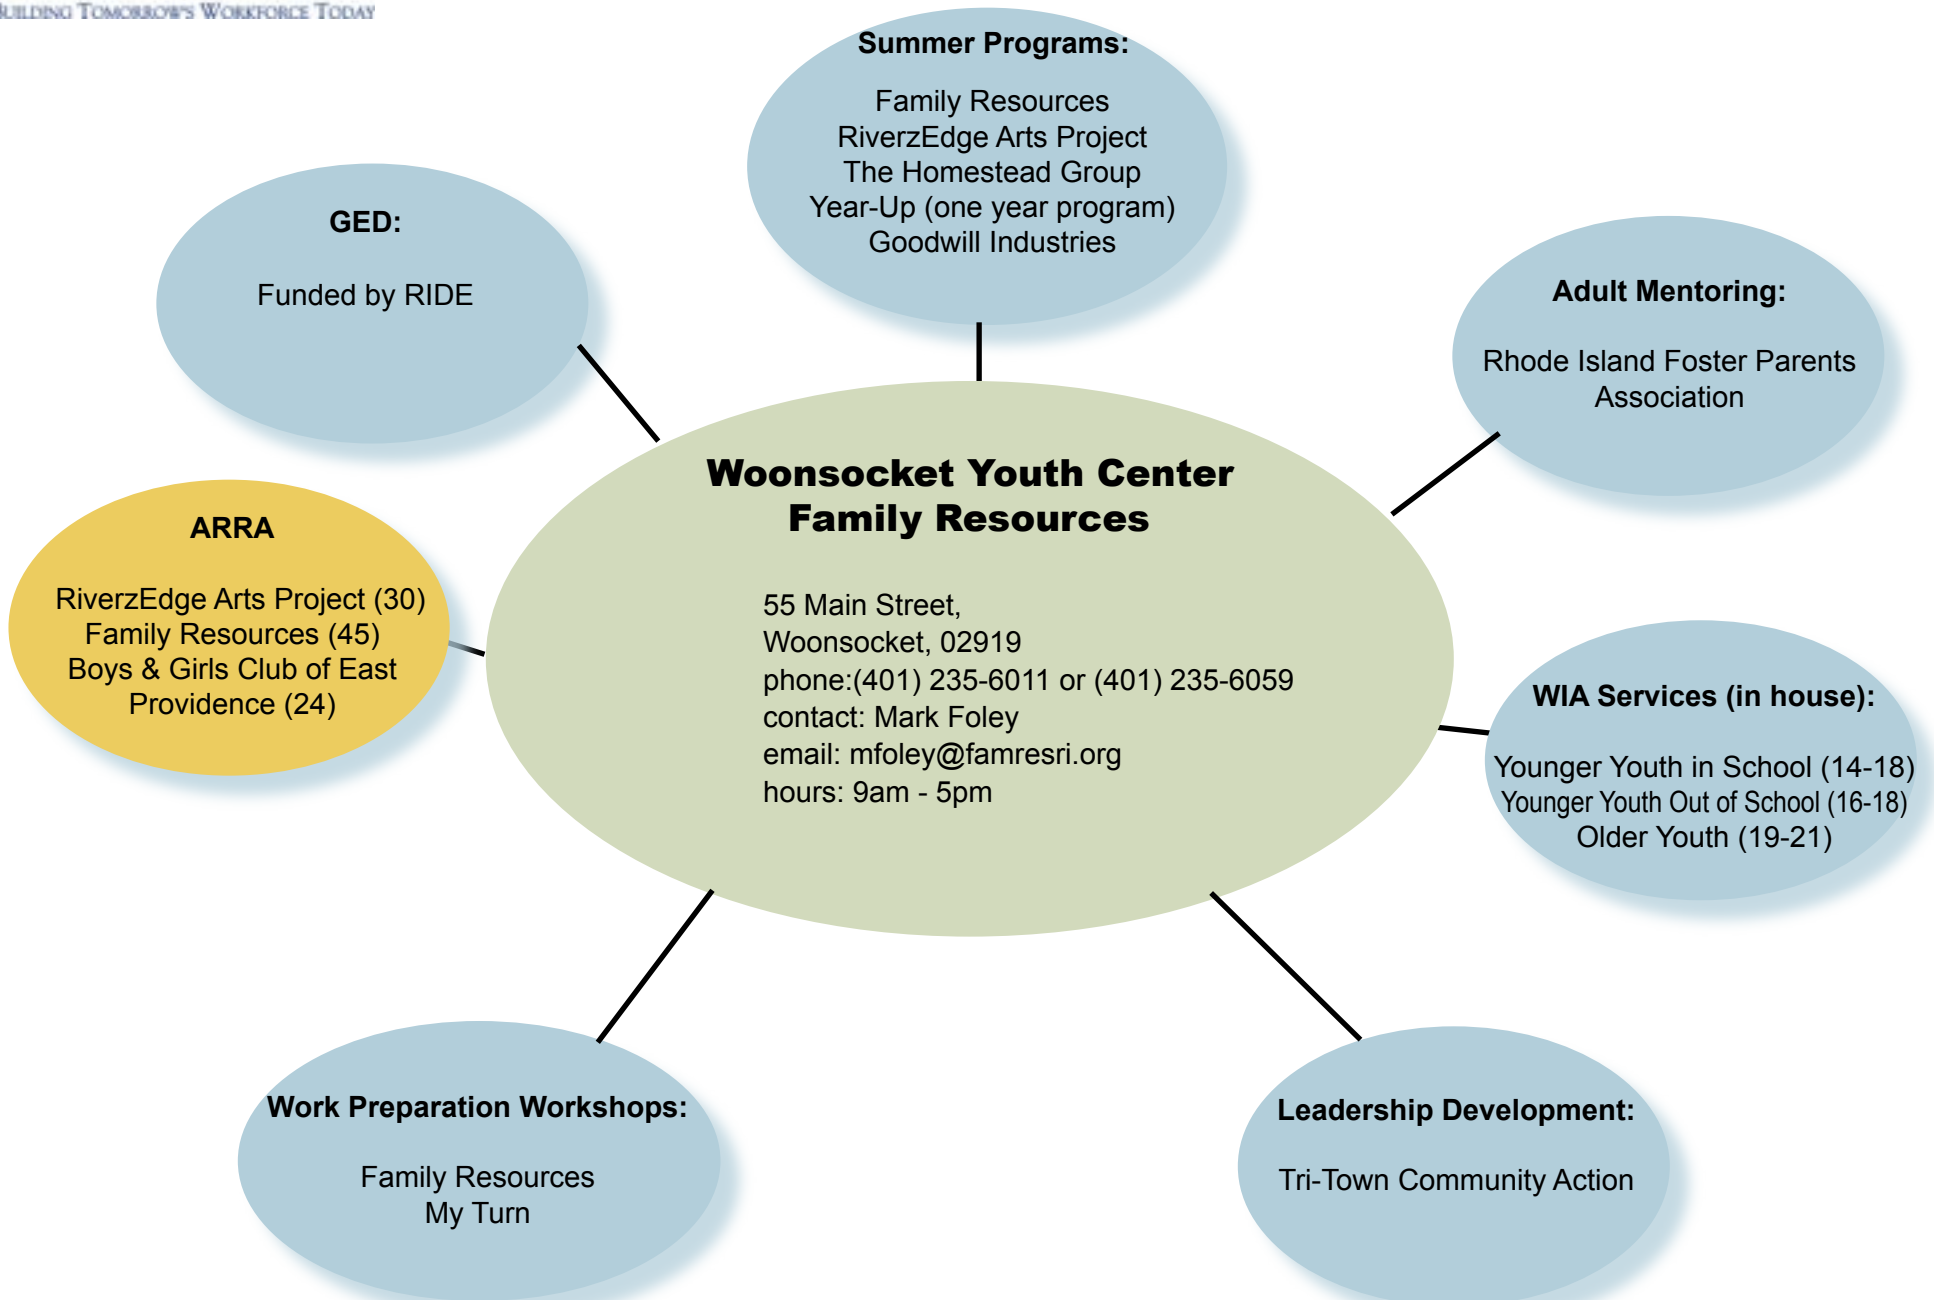 BUILDING TOMORROW'S WORKFORCE TODAY
Summer Programs:
Family Resources
RiverzEdge Arts Project
The Homestead Group
Year-Up (one year program)
Goodwill Industries
GED:
Funded by RIDE
Adult Mentoring:
Rhode Island Foster Parents
Association
Woonsocket Youth Center
Family Resources
55 Main Street,
Woonsocket, 02919
phone:(401) 235-6011 or (401) 235-6059
contact: Mark Foley
email: mfoley@famresri.org
hours: 9am - 5pm
ARRA
RiverzEdge Arts Project (30)
Family Resources (45)
Boys & Girls Club of East
Providence (24)
WIA Services (in house):
Younger Youth in School (14-18)
Younger Youth Out of School (16-18)
Older Youth (19-21)
Work Preparation Workshops:
Family Resources
My Turn
Leadership Development:
Tri-Town Community Action